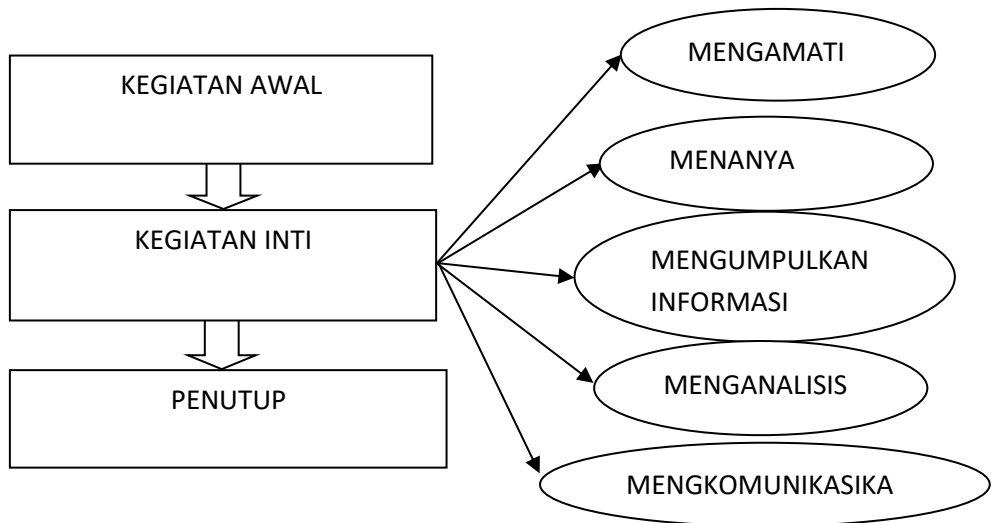 KEGIATAN AWAL
KEGIATAN INTI
PENUTUP
MENGAMATI
MENANYA
MENGUMPULKAN
INFORMASI
MENGANALISIS
MENGKOMUNIKASIKA